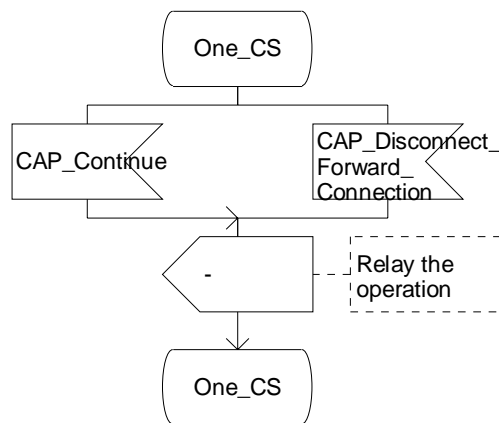 One_CS
CAP_Continue
CAP_Disconnect_
Forward_
Connection
-
Relay the
operation
One_CS